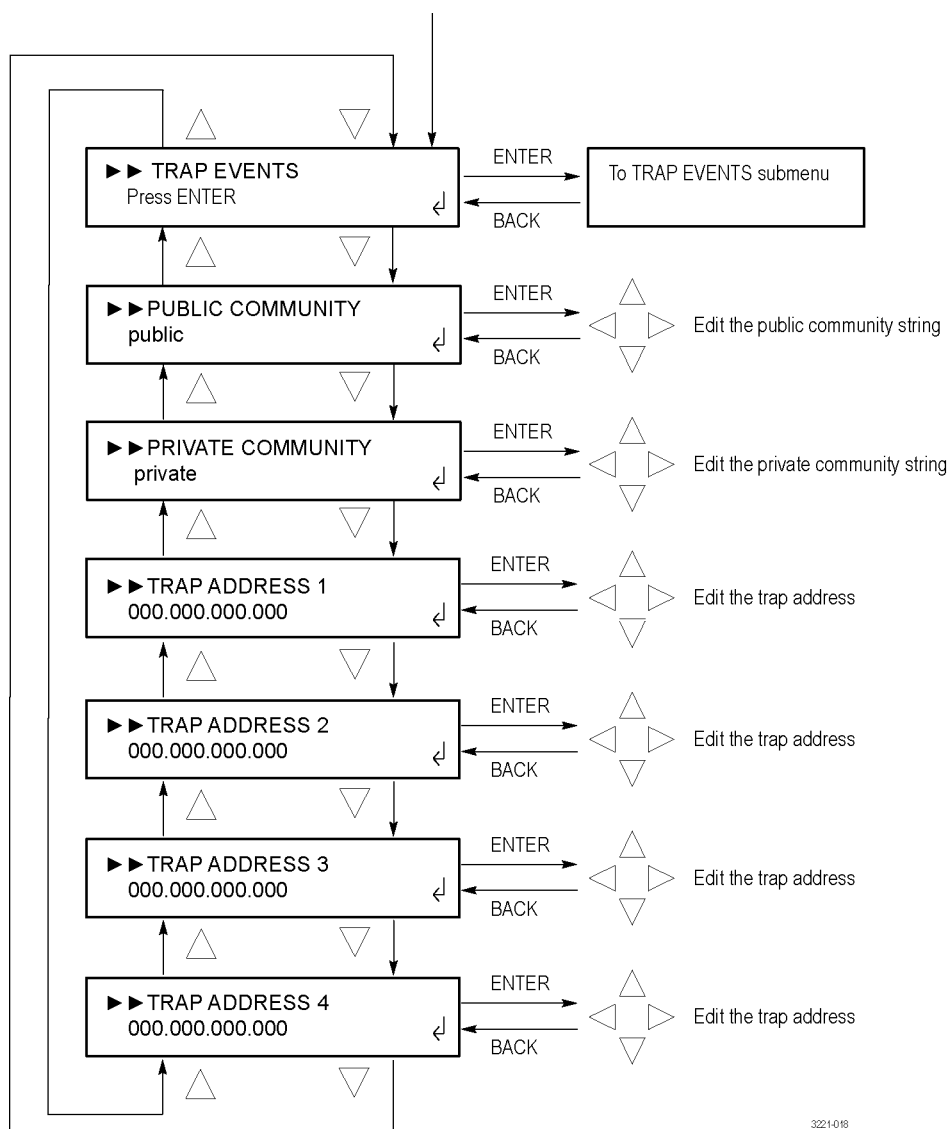 ►► TRAP EVENTS
Press ENTER
ENTER
BACK
To TRAP EVENTS submenu
►►PUBLIC COMMUNITY
public
ENTER
BACK
Edit the public community string
►►PRIVATE COMMUNITY
private
ENTER
BACK
Edit the private community string
►►TRAP ADDRESS 1
000.000.000.000
ENTER
BACK
Edit the trap address
►►TRAP ADDRESS 2
000.000.000.000
ENTER
BACK
Edit the trap address
►►TRAP ADDRESS 3
000.000.000.000
ENTER
BACK
Edit the trap address
►►TRAP ADDRESS 4
000.000.000.000
ENTER
BACK
Edit the trap address
3221-018